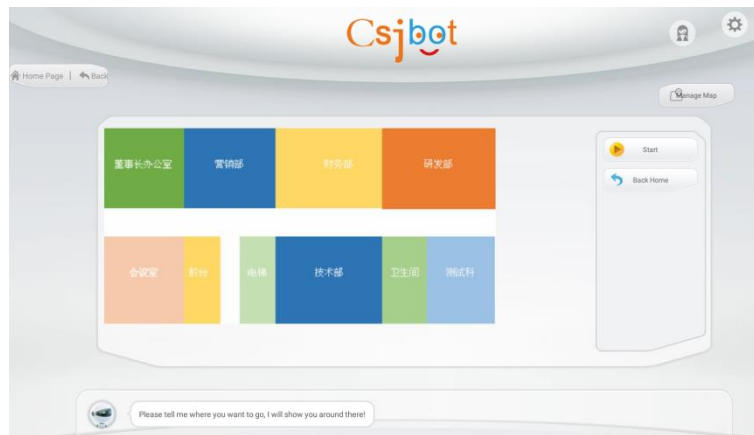 Csjbot
Home Page | Back
Manage Map
董事长办公室
营销部
财务部
研发部
Start
Back Home
会议室
前台
电梯
技术部
卫生间
测试科
Please tell me where you want to go, I will show you around there!